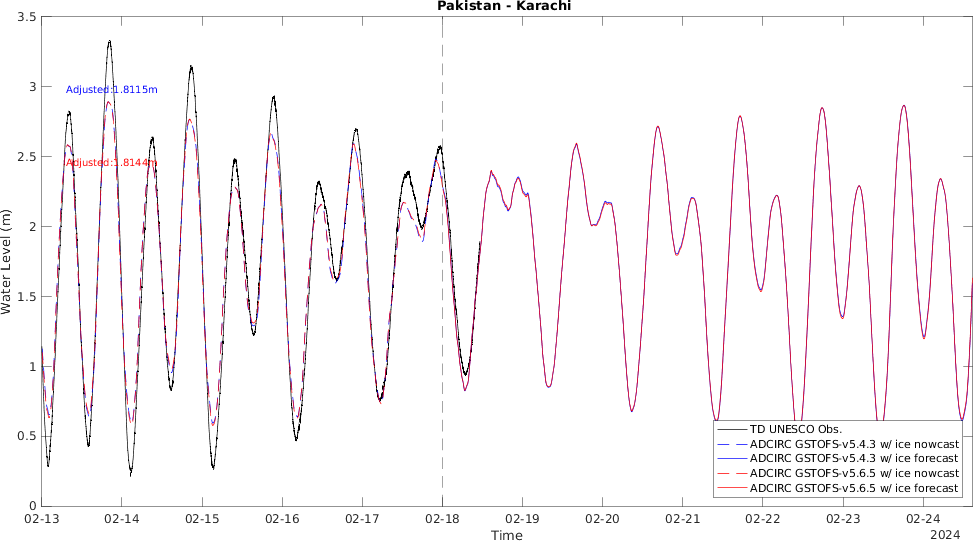 Pakistan - Karachi
3.5
3
2.5
2
1.5
1
0.5
0
Water Level (m)
Adjusted:1.8115m
Adjusted:1.8144m
TD UNESCO Obs.
ADCIRC GSTOFS-v5.4.3 w/ ice nowcast
ADCIRC GSTOFS-v5.4.3 w/ ice forecast
ADCIRC GSTOFS-v5.6.5 w/ ice nowcast
ADCIRC GSTOFS-v5.6.5 w/ ice forecast
02-13 02-14 02-15 02-16 02-17 02-18 02-19 02-20 02-21 02-22 02-23 02-24
Time
2024